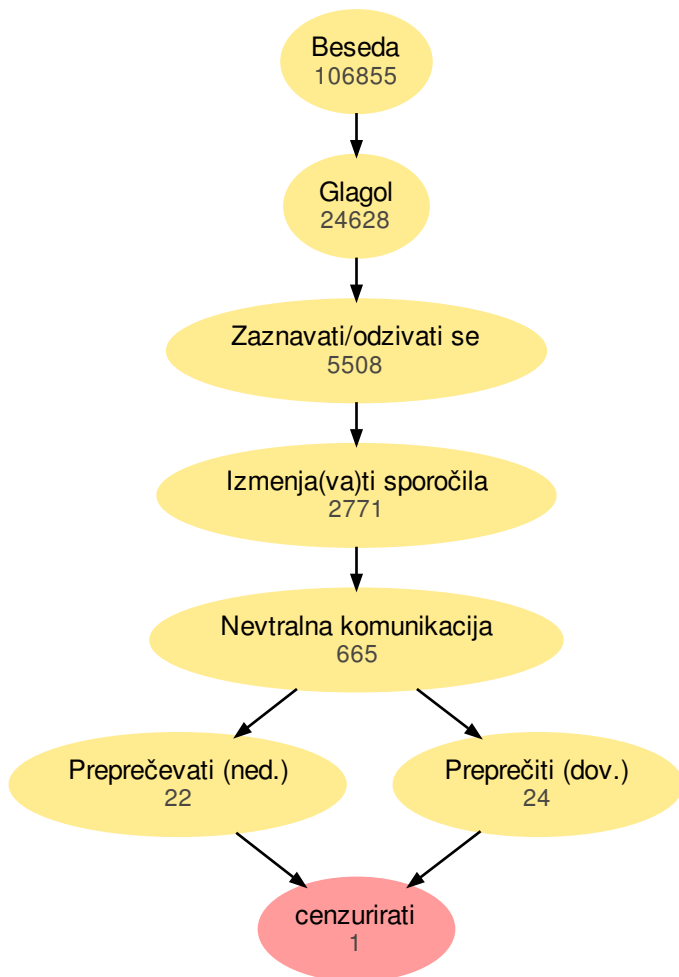 Beseda
106855
Glagol
24628
Zaznavati/odzivati se
5508
Izmenja(va)ti sporočila
2771
Nevtralna komunikacija
665
Preprečevati (ned.)
22
Preprečiti (dov.)
24
cenzurirati
1